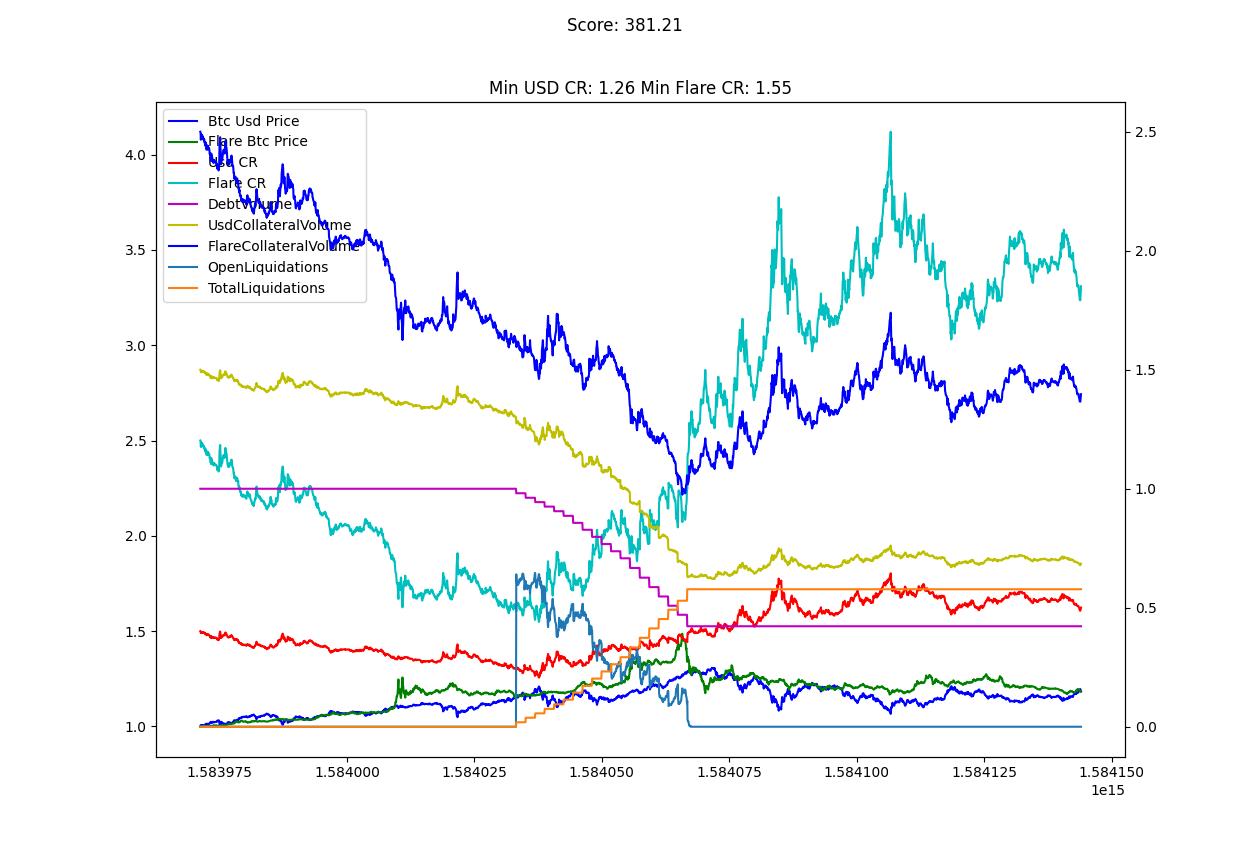 Score: 381.21
Min USD CR: 1.26 Min Flare CR: 1.55
Btc Usd Price
Flare Btc Price
Usd CR
Flare CR
DebtVolume
UsdCollateralVolume
FlareCollateralVolume
OpenLiquidations
TotalLiquidations
4.0
3.5
3.0
2.5
2.0
1.5
1.0
2.5
2.0
1.5
1.0
0.5
0.0
1.583975 1.584000 1.584025 1.584050 1.584075 1.584100 1.584125 1.584150
1e15